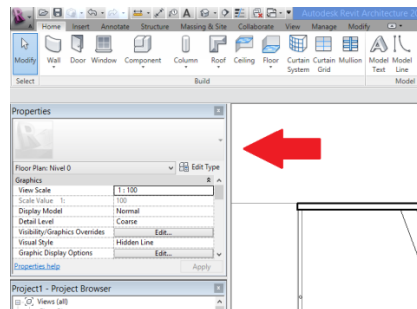 Autodesk Revit Architecture 20
Home Insert Annotate Structure Massing & Site Collaborate View Manage Modify
Modify Wall Door Window Component Column Roof Ceiling Floor Curtain System Curtain Grid Mullion Model Text Model Line
Select Build Model
Properties
Floor Plan: Nivel 0 Edit Type
Graphics
View Scale 1 : 100
Scale Value 1: 100
Display Model Normal
Detail Level Coarse
Visibility/Graphics Overrides Edit...
Visual Style Hidden Line
Graphic Display Options Edit...
Properties help Apply
Project1 - Project Browser
Views (all)